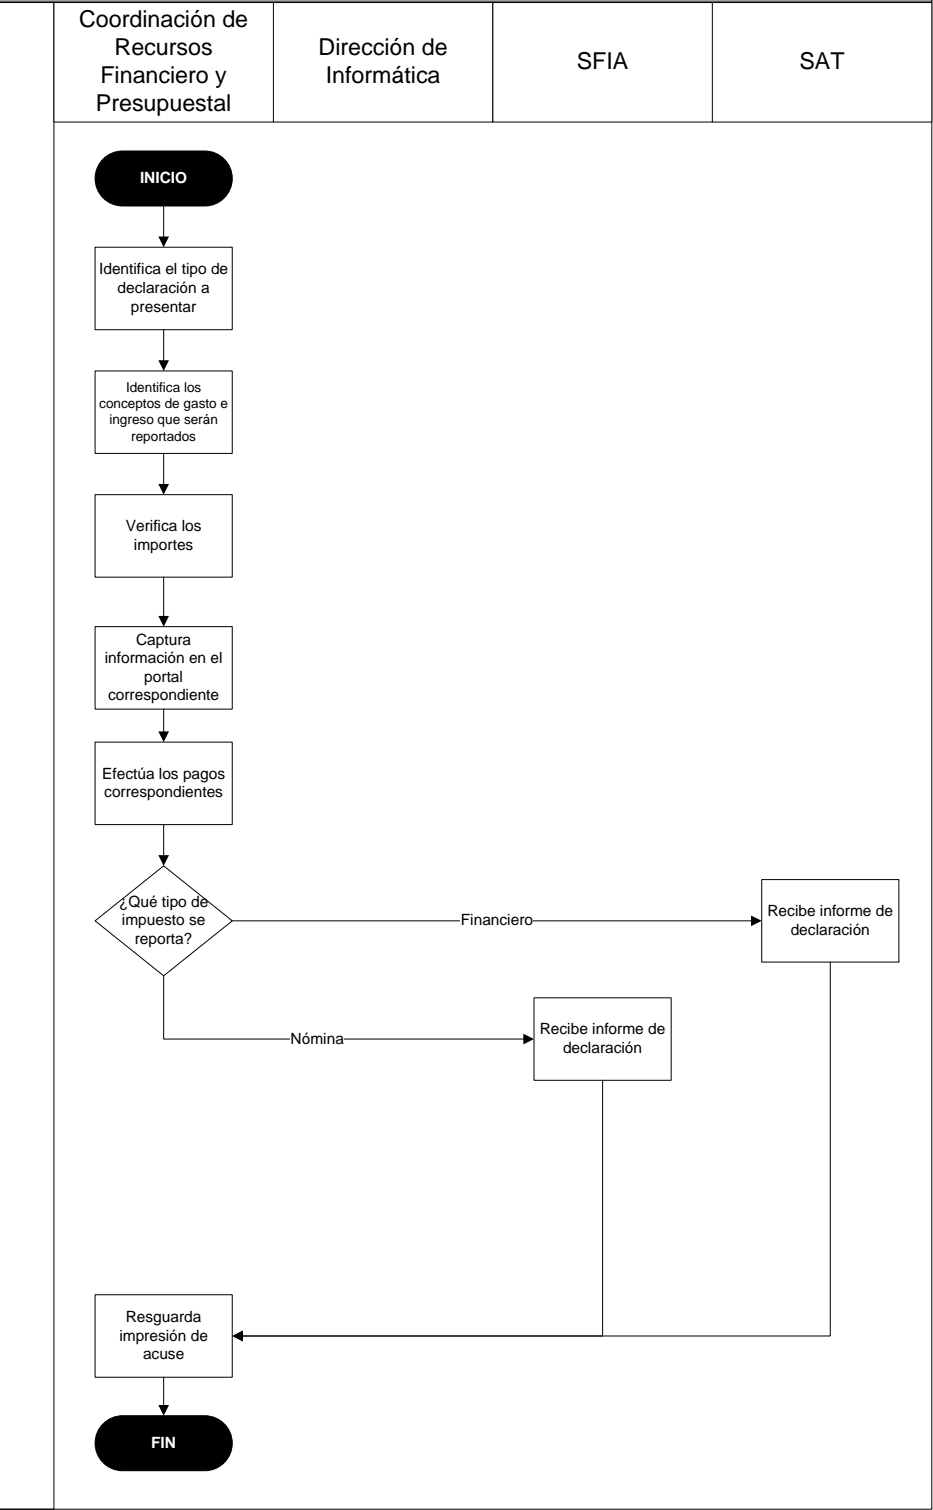 Coordinación de
Recursos
Financiero y
Presupuestal
Dirección de
Informática
SFIA
SAT
INICIO
Identifica el tipo de
declaración a
presentar
Identifica los
conceptos de gasto e
ingreso que serán
reportados
Verifica los
importes
Captura
información en el
portal
correspondiente
Efectúa los pagos
correspondientes
¿Qué tipo de
impuesto se
reporta?
Financiero
Recibe informe de
declaración
Nómina
Recibe informe de
declaración
Resguarda
impresión de
acuse
FIN